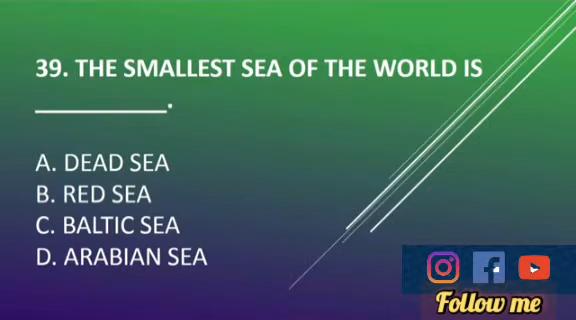 39. THE SMALLEST SEA OF THE WORLD IS
____________.
A. DEAD SEA
B. RED SEA
C. BALTIC SEA
D. ARABIAN SEA
Follow me